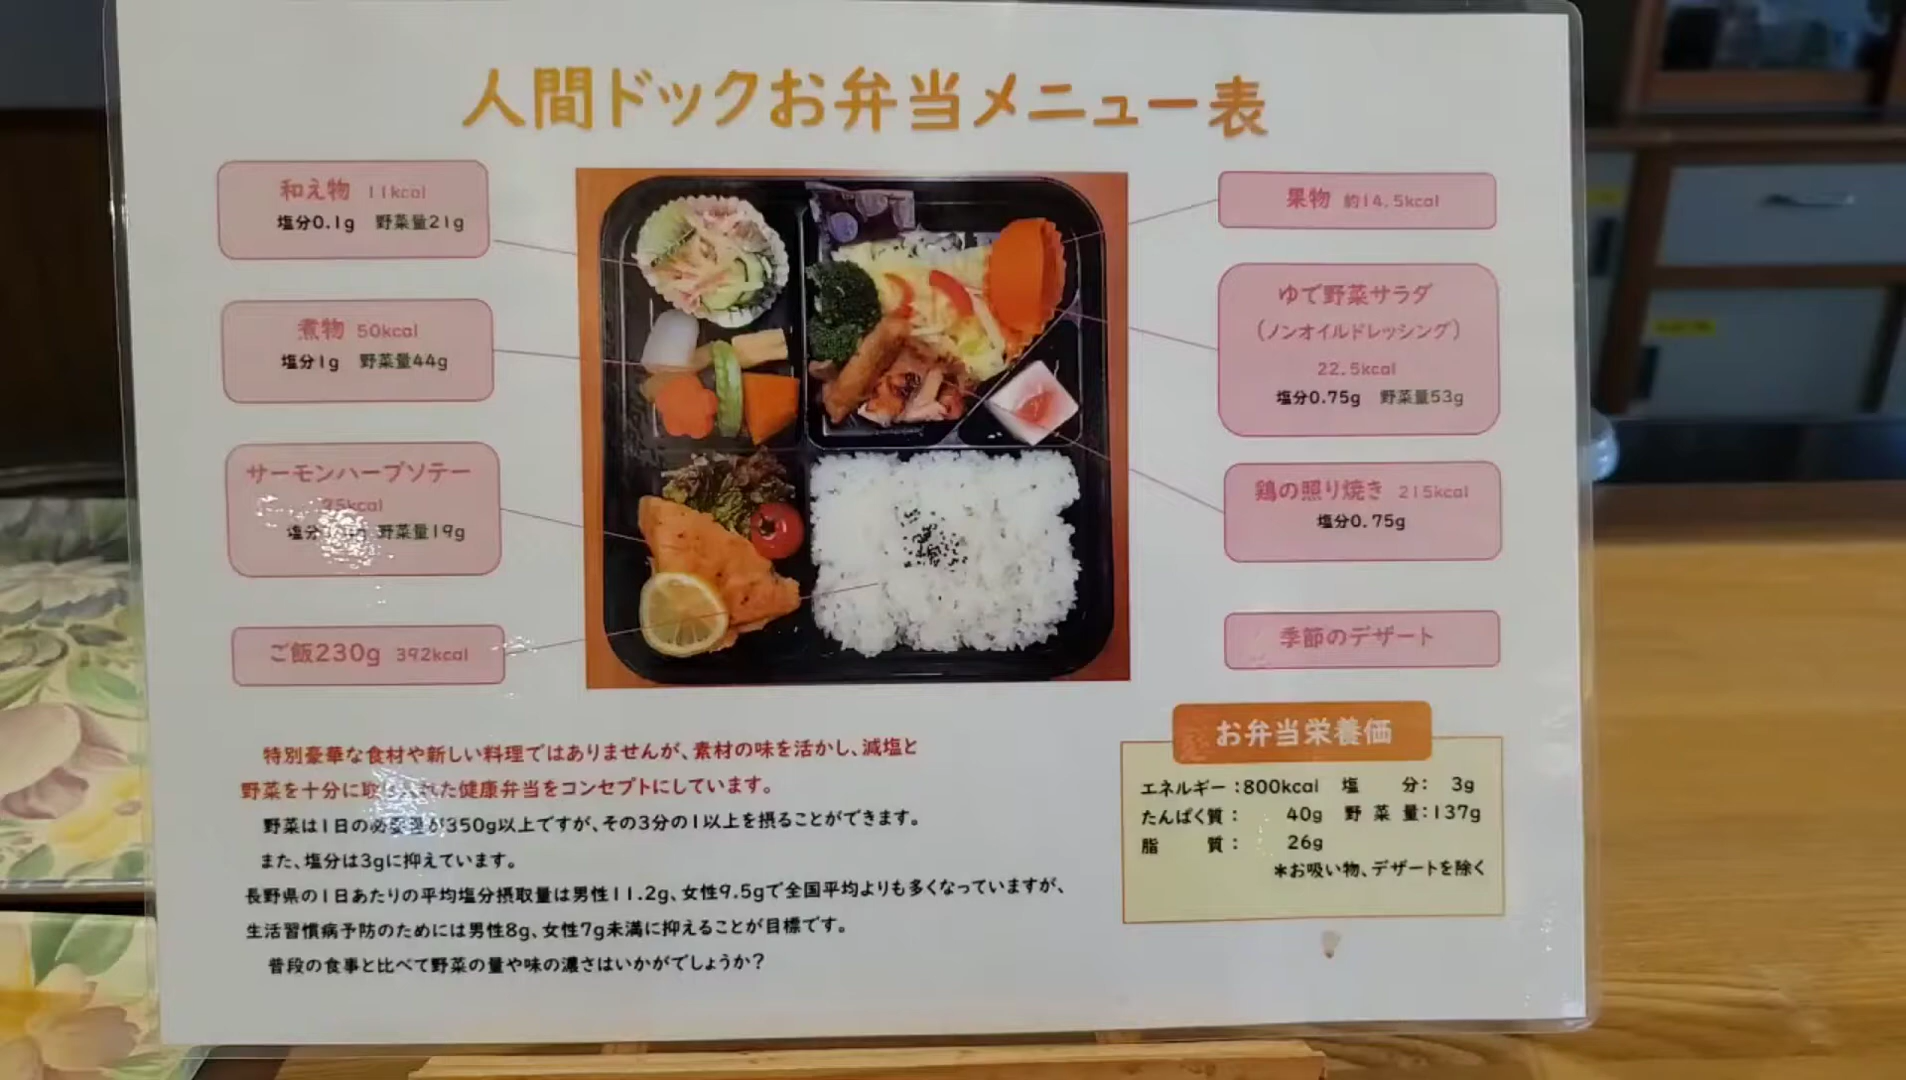 人間ドックお弁当メニュー表
和え物 11kcal
塩分0.1g 野菜量21g
煮物 50kcal
塩分1g 野菜量44g
サーモンハーブソテー
塩分 野菜量19g
ご飯230g 392kcal
果物 約14.5kcal
ゆで野菜サラダ
(ノンオイルドレッシング)
22.5kcal
塩分0.75g 野菜量53g
鶏の照り焼き 215kcal
塩分0.75g
季節のデザート
特別豪華な食材や新しい料理ではありませんが、素材の味を活かし、減塩と
野菜を十分に取り入れた健康弁当をコンセプトにしています。
野菜は1日の必要量が350g以上ですが、その3分の1以上を摂ることができます。
また、塩分は3gに抑えています。
長野県の1日あたりの平均塩分摂取量は男性11.2g、女性9.5gで全国平均よりも多くなっていますが、
生活習慣病予防のためには男性8g、女性7g未満に抑えることが目標です。
普段の食事と比べて野菜の量や味の濃さはいかがでしょうか?
お弁当栄養価
エネルギー:800kcal 塩分: 3g
たんぱく質: 40g 野菜量:137g
脂質: 26g
*お吸い物、デザートを除く